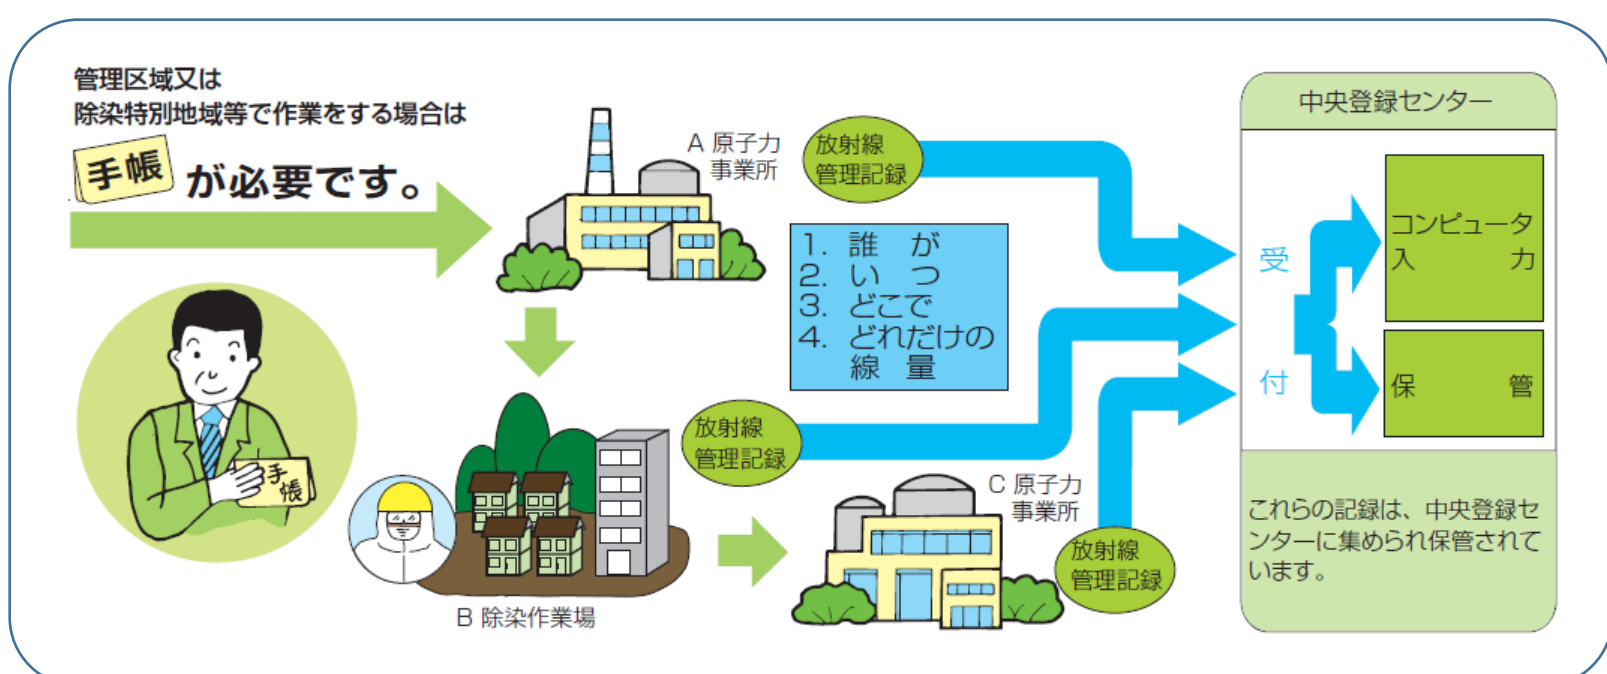 管理区域又は
除染特別地域等で作業をする場合は
手帳
が必要です。
手
帳
A 原子力
事業所
放射線
管理記録
1. 誰 が
2. い つ
3. どこで
4. どれだけの
線 量
放射線
管理記録
B 除染作業場
C 原子力
事業所
放射線
管理記録
中央登録センター
受
付
コンピュータ
入 力
保 管
これらの記録は、中央登録セ
ンターに集められ保管されて
います。